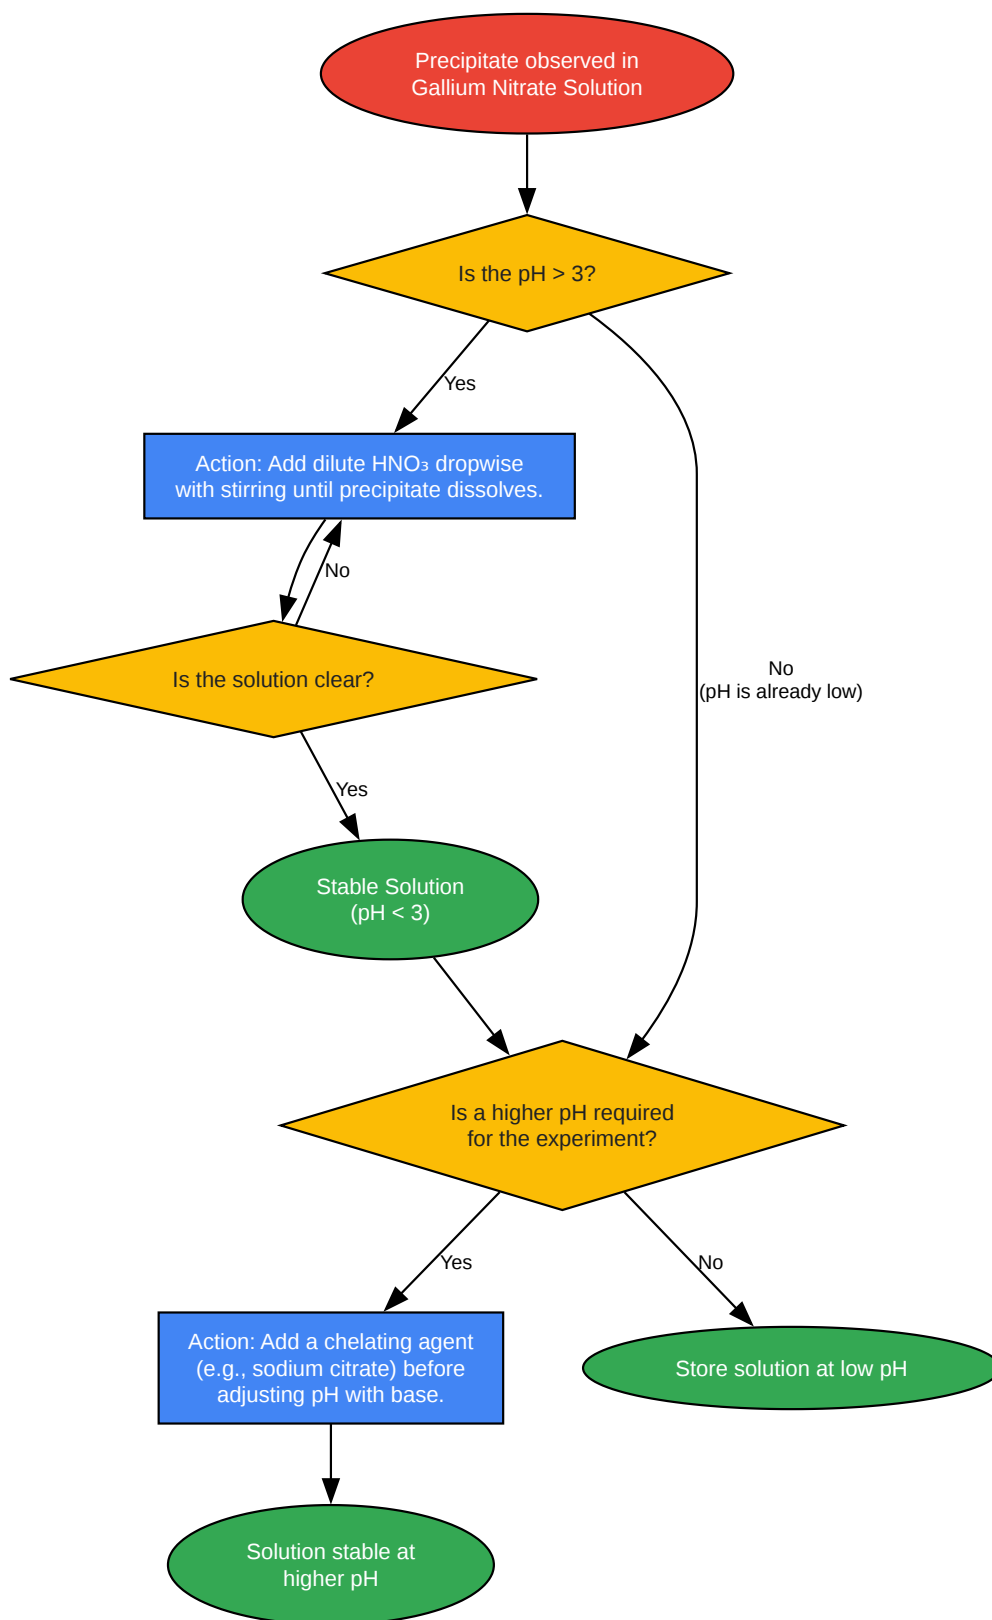 Precipitate observed in
Gallium Nitrate Solution
Is the pH > 3?
Yes
Action: Add dilute HNO₃ dropwise
with stirring until precipitate dissolves.
No
Is the solution clear?
No
(pH is already low)
Yes
Stable Solution
(pH < 3)
Is a higher pH required
for the experiment?
Yes
No
Action: Add a chelating agent
(e.g., sodium citrate) before
adjusting pH with base.
Store solution at low pH
Solution stable at
higher pH